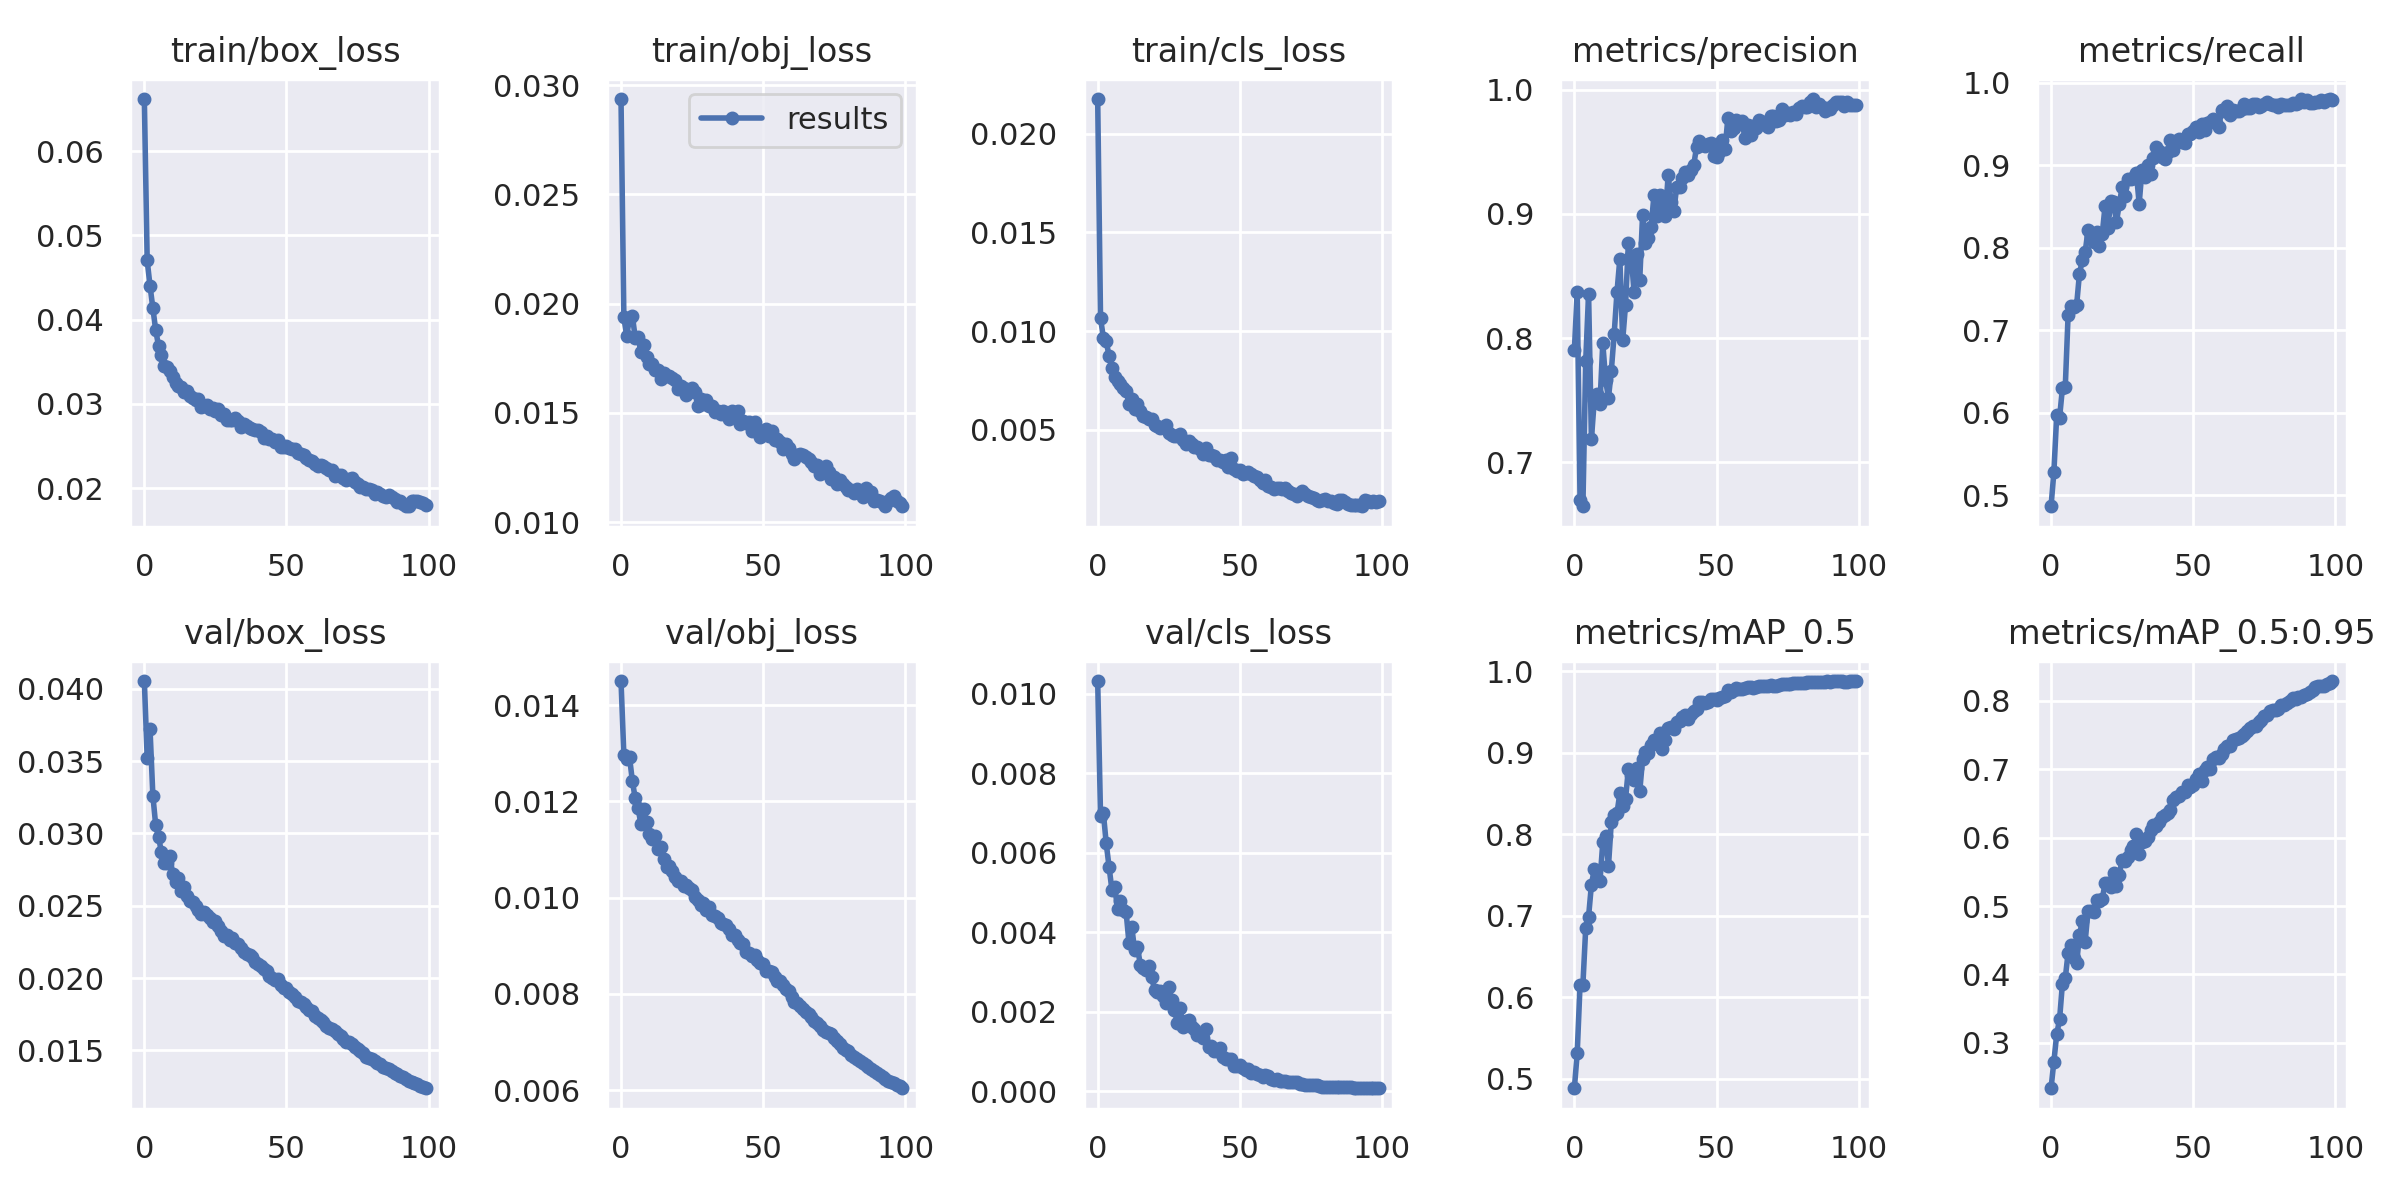 train/box_loss
0.06
0.05
0.04
0.03
0.02
0 50 100
train/obj_loss
results
0.030
0.025
0.020
0.015
0.010
0 50 100
train/cls_loss
0.020
0.015
0.010
0.005
0 50 100
metrics/precision
1.0
0.9
0.8
0.7
0 50 100
metrics/recall
1.0
0.9
0.8
0.7
0.6
0.5
0 50 100
val/box_loss
0.040
0.035
0.030
0.025
0.020
0.015
0 50 100
val/obj_loss
0.014
0.012
0.010
0.008
0.006
0 50 100
val/cls_loss
0.010
0.008
0.006
0.004
0.002
0.000
0 50 100
metrics/mAP_0.5
1.0
0.9
0.8
0.7
0.6
0.5
0 50 100
metrics/mAP_0.5:0.95
0.8
0.7
0.6
0.5
0.4
0.3
0 50 100